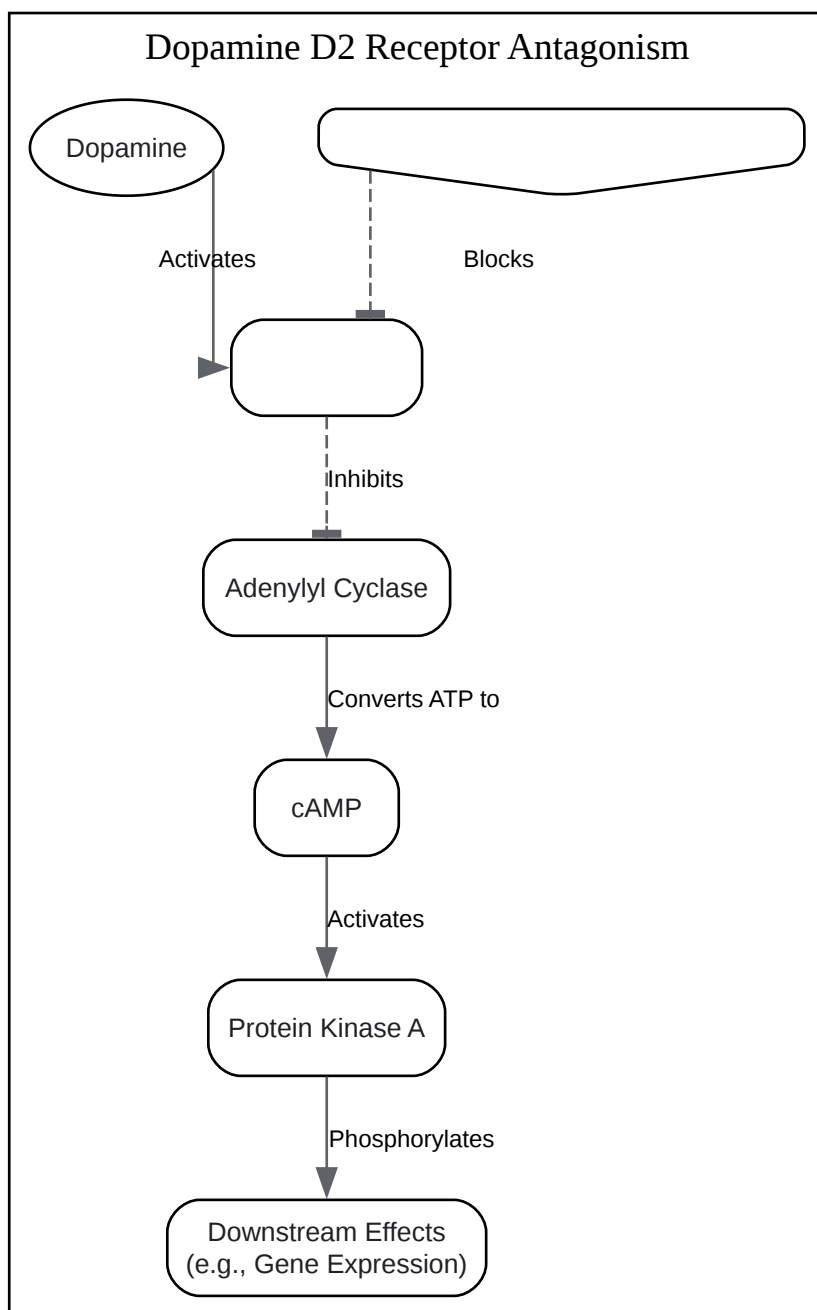 Dopamine D2 Receptor Antagonism
Dopamine
Activates
Blocks
Inhibits
Adenylyl Cyclase
Converts ATP to
cAMP
Activates
Protein Kinase A
Phosphorylates
Downstream Effects
(e.g., Gene Expression)